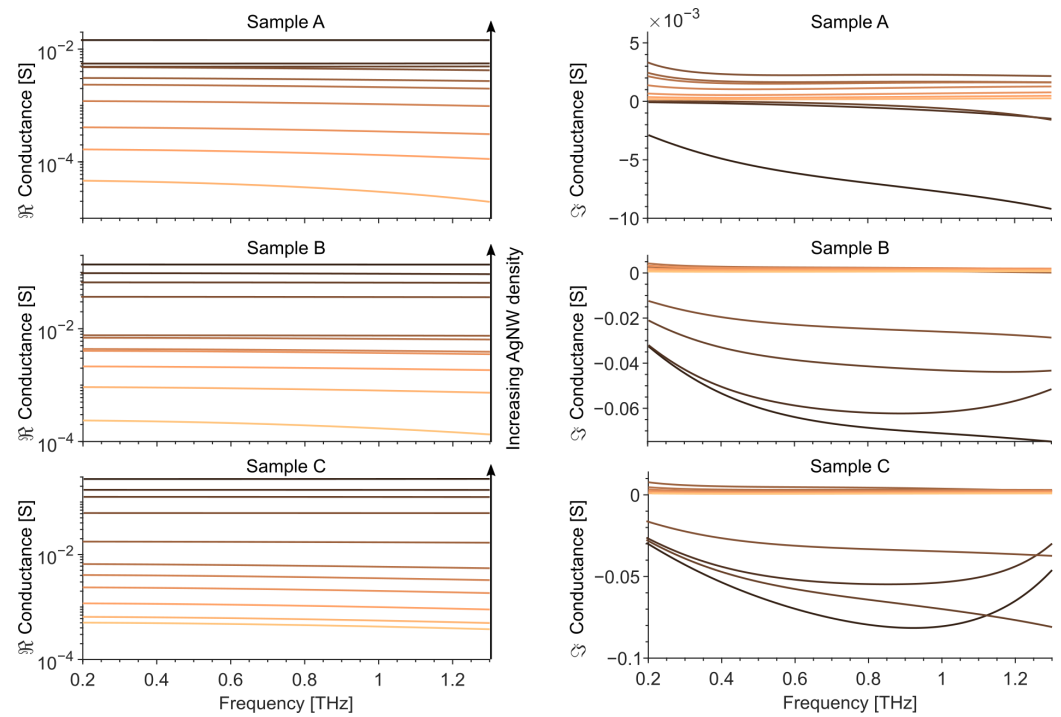 Sample A
10⁻²
10⁻⁴
ℜ Conductance [S]
Sample A
×10⁻³
5
0
−5
−10
ℑ Conductance [S]
Sample B
10⁻²
10⁻⁴
ℜ Conductance [S]
Increasing AgNW density
Sample B
0
−0.02
−0.04
−0.06
ℑ Conductance [S]
Sample C
10⁻²
10⁻⁴
ℜ Conductance [S]
0.2 0.4 0.6 0.8 1 1.2
Frequency [THz]
Sample C
0
−0.05
−0.1
ℑ Conductance [S]
0.2 0.4 0.6 0.8 1 1.2
Frequency [THz]